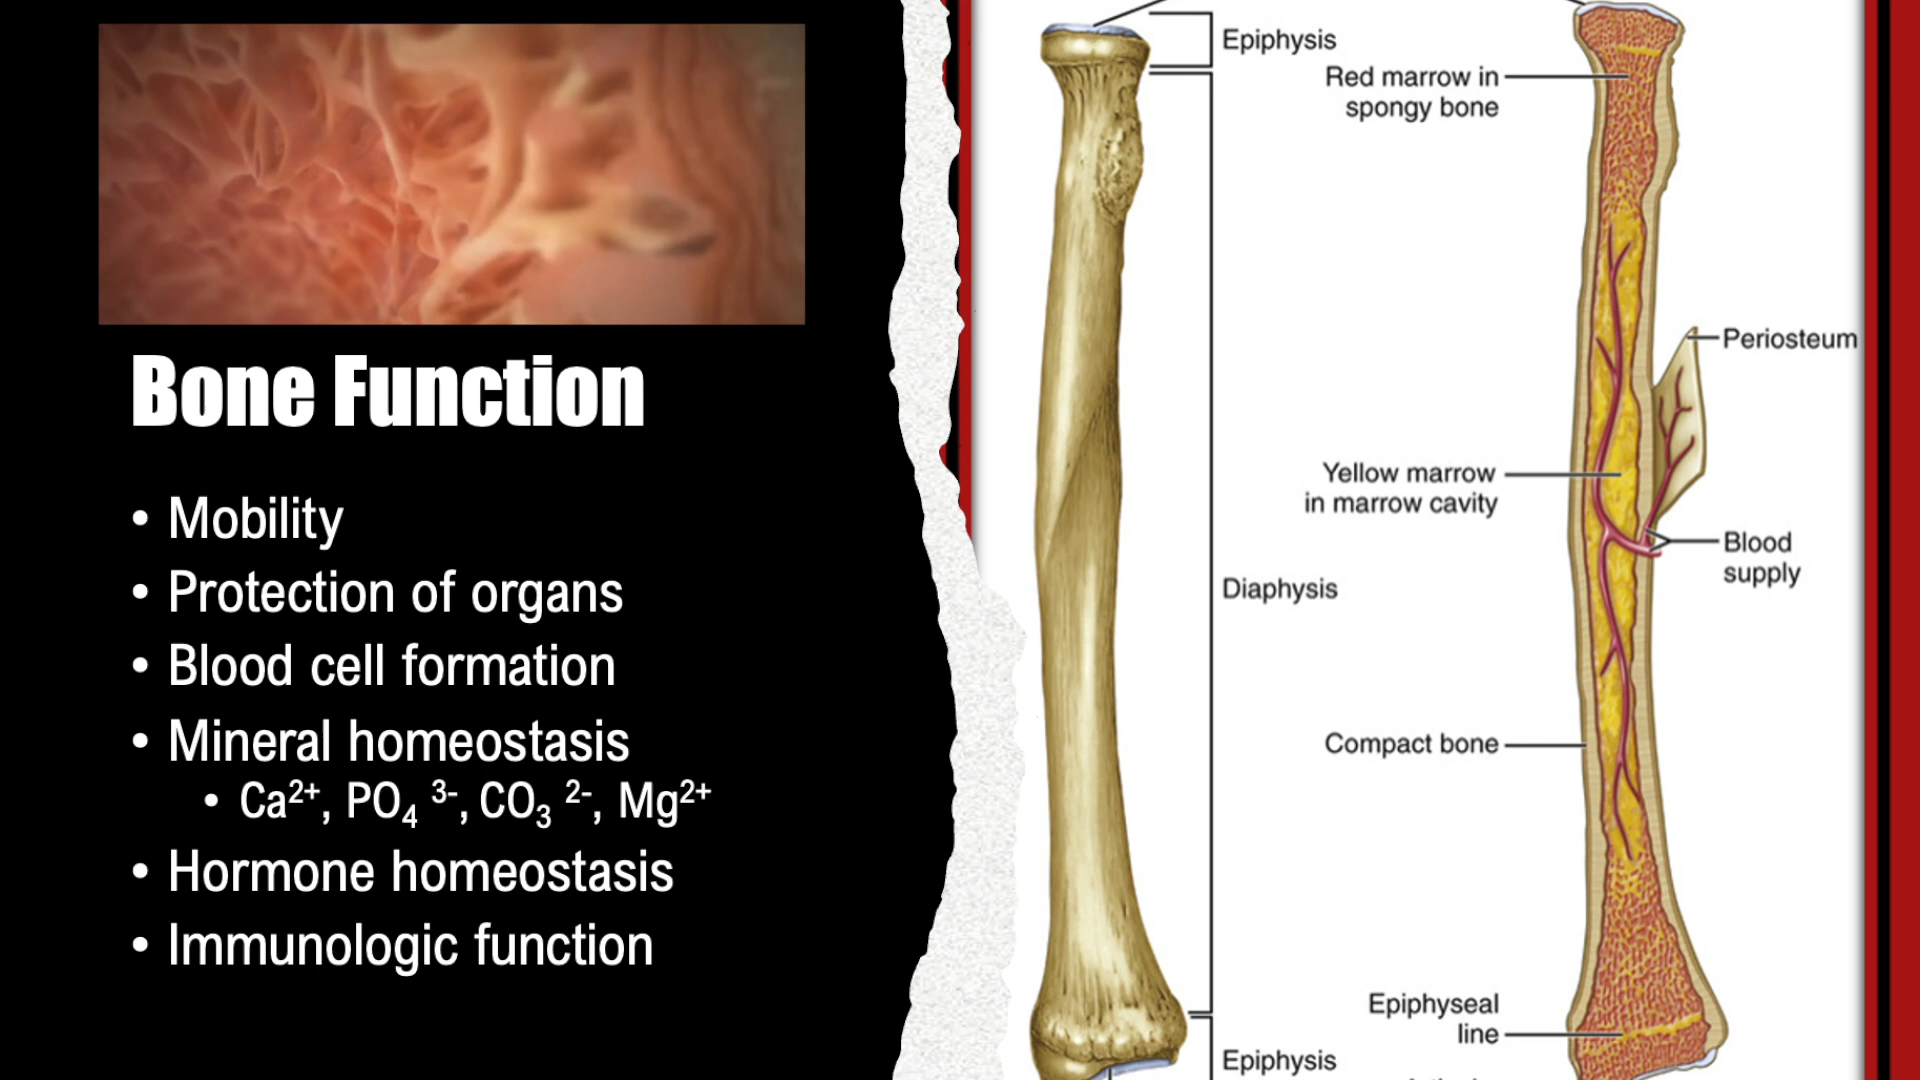 Bone Function
• Mobility
• Protection of organs
• Blood cell formation
• Mineral homeostasis
• Ca²⁺, PO₄ ³⁻, CO₃ ²⁻, Mg²⁺
• Hormone homeostasis
• Immunologic function
Epiphysis
Red marrow in
spongy bone
Periosteum
Yellow marrow
in marrow cavity
Blood
supply
Diaphysis
Compact bone
Epiphyseal
line
Epiphysis